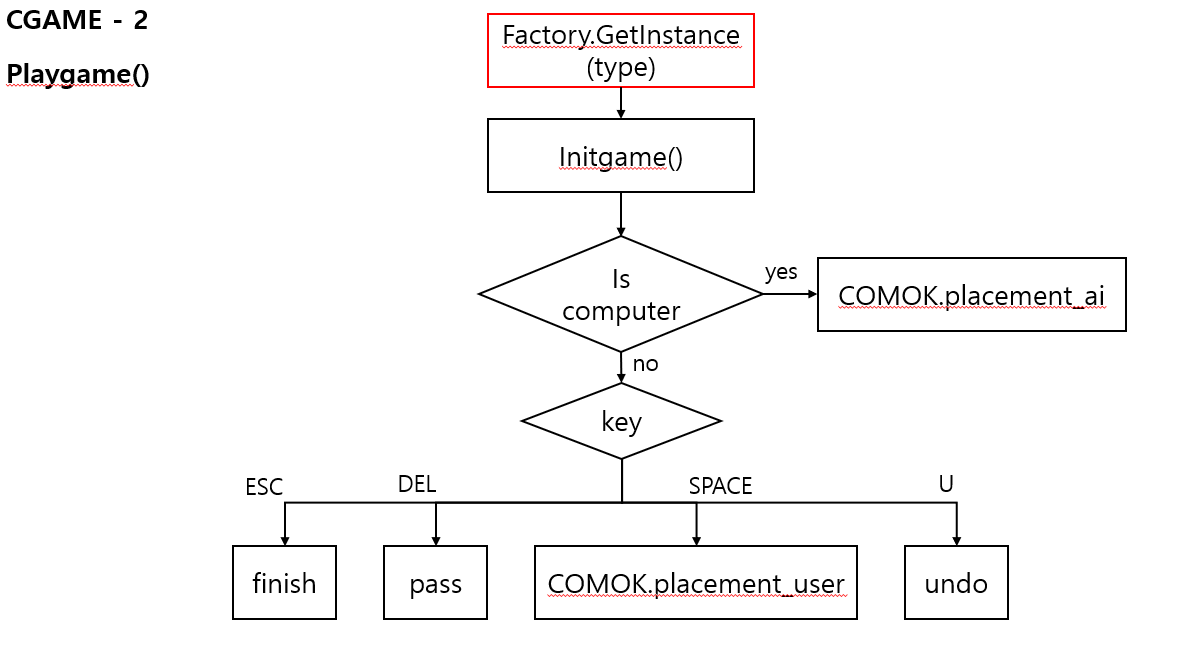 CGAME - 2
Playgame()
Factory.GetInstance
(type)
Initgame()
Is
computer
yes
COMOK.placement_ai
no
key
ESC
DEL
SPACE
U
finish
pass
COMOK.placement_user
undo